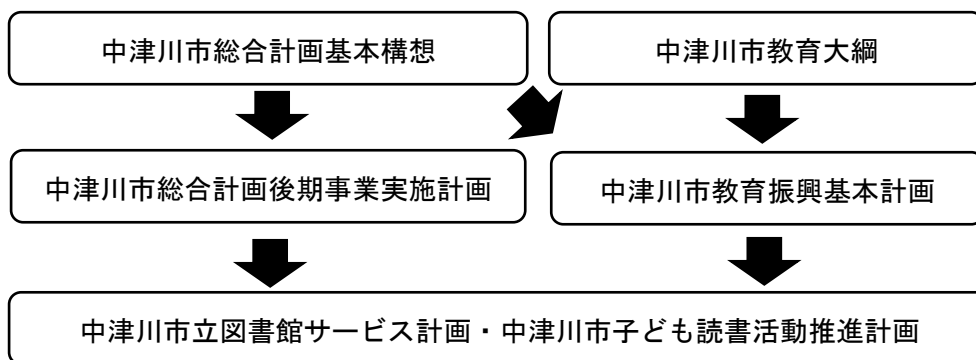 中津川市総合計画基本構想
中津川市教育大綱
中津川市総合計画後期事業実施計画
中津川市教育振興基本計画
中津川市立図書館サービス計画・中津川市子ども読書活動推進計画